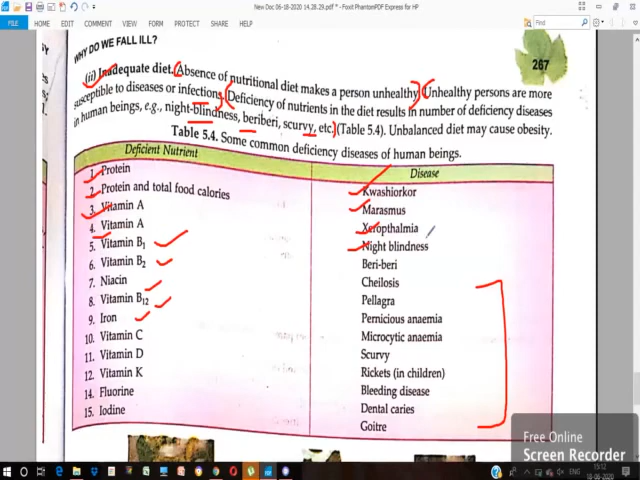 New Doc 06-18-2020 14.28.29.pdf * - Foxit PhantomPDF Express for HP
FILE HOME EDIT COMMENT VIEW PROTECT SHARE HELP Find
WHY DO WE FALL ILL?
267
(ii) Inadequate diet. Absence of nutritional diet makes a person unhealthy. Unhealthy persons are more
susceptible to diseases or infections. Deficiency of nutrients in the diet results in number of deficiency diseases
in human beings, e.g., night-blindness, beriberi, scurvy, etc. (Table 5.4). Unbalanced diet may cause obesity.
Table 5.4. Some common deficiency diseases of human beings.
Deficient Nutrient Disease
1. Protein Kwashiorkor
2. Protein and total food calories Marasmus
3. Vitamin A Xeropthalmia
4. Vitamin A Night blindness
5. Vitamin B1 Beri-beri
6. Vitamin B2 Cheilosis
7. Niacin Pellagra
8. Vitamin B12 Pernicious anaemia
9. Iron Microcytic anaemia
10. Vitamin C Scurvy
11. Vitamin D Rickets (in children)
12. Vitamin K Bleeding disease
14. Fluorine Dental caries
15. Iodine Goitre
Free Online
Screen Recorder
ENG
15:12
18-06-2020